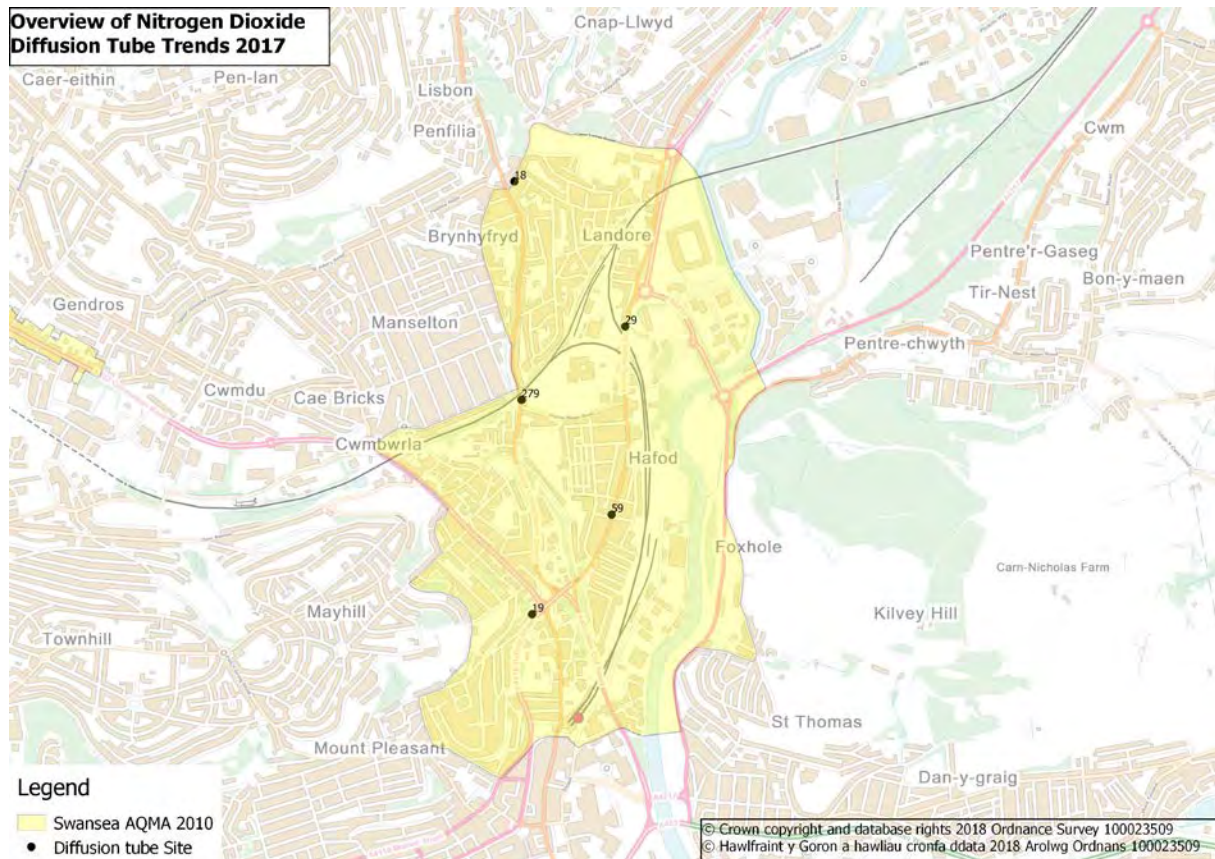 Overview of Nitrogen Dioxide
Diffusion Tube Trends 2017
Cnap-Llwyd
Caer-eithin
Pen-lan
Lisbon
Penfilia
Cwm
18
Brynhyfryd
Landore
Pentre'r-Gaseg
Bon-y-maen
Tir-Nest
Gendros
Manselton
29
Pentre-chwyth
Cwmdu
Cae Bricks
279
Cwmbwrla
Hafod
59
Foxhole
Carn-Nicholas Farm
Mayhill
19
Kilvey Hill
Townhill
St Thomas
Mount Pleasant
Dan-y-graig
Legend
Swansea AQMA 2010
Diffusion tube Site
© Crown copyright and database rights 2018 Ordnance Survey 100023509
© Hawlfraint y Goron a hawliau cronfa ddata 2018 Arolwg Ordnans 100023509